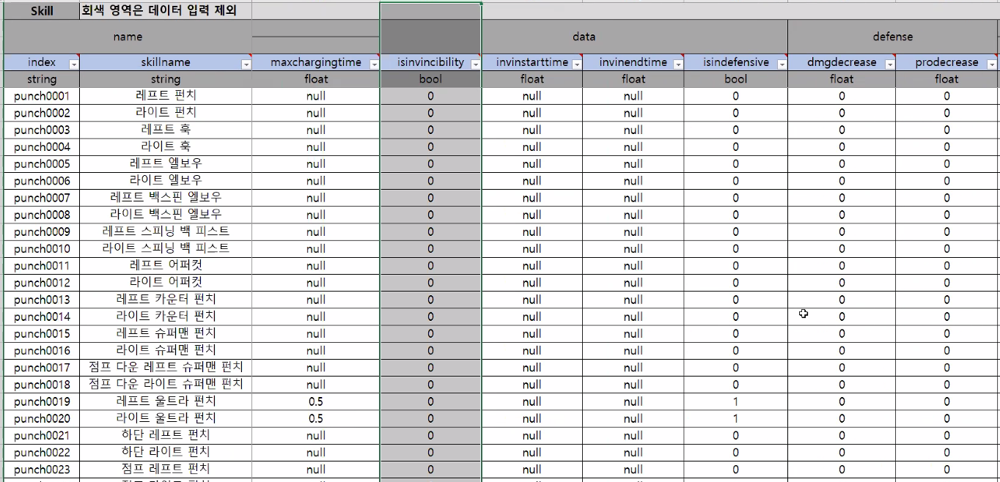 Skill 회색 영역은 데이터 입력 제외
name data defense
index skillname maxchargingtime isinvincibility invinstarttime invinendtime isindefensive dmgdecrease prodecrease
string string float bool float float bool float float
punch0001 레프트 펀치 null 0 null null 0 0 0
punch0002 라이트 펀치 null 0 null null 0 0 0
punch0003 레프트 훅 null 0 null null 0 0 0
punch0004 라이트 훅 null 0 null null 0 0 0
punch0005 레프트 엘보우 null 0 null null 0 0 0
punch0006 라이트 엘보우 null 0 null null 0 0 0
punch0007 레프트 백스핀 엘보우 null 0 null null 0 0 0
punch0008 라이트 백스핀 엘보우 null 0 null null 0 0 0
punch0009 레프트 스피닝 백 피스트 null 0 null null 0 0 0
punch0010 라이트 스피닝 백 피스트 null 0 null null 0 0 0
punch0011 레프트 어퍼컷 null 0 null null 0 0 0
punch0012 라이트 어퍼컷 null 0 null null 0 0 0
punch0013 레프트 카운터 펀치 null 0 null null 0 0 0
punch0014 라이트 카운터 펀치 null 0 null null 0 0 0
punch0015 레프트 슈퍼맨 펀치 null 0 null null 0 0 0
punch0016 라이트 슈퍼맨 펀치 null 0 null null 0 0 0
punch0017 점프 다운 레프트 슈퍼맨 펀치 null 0 null null 0 0 0
punch0018 점프 다운 라이트 슈퍼맨 펀치 null 0 null null 0 0 0
punch0019 레프트 울트라 펀치 0.5 0 null null 1 0 0
punch0020 라이트 울트라 펀치 0.5 0 null null 1 0 0
punch0021 하단 레프트 펀치 null 0 null null 0 0 0
punch0022 하단 라이트 펀치 null 0 null null 0 0 0
punch0023 점프 레프트 펀치 null 0 null null 0 0 0